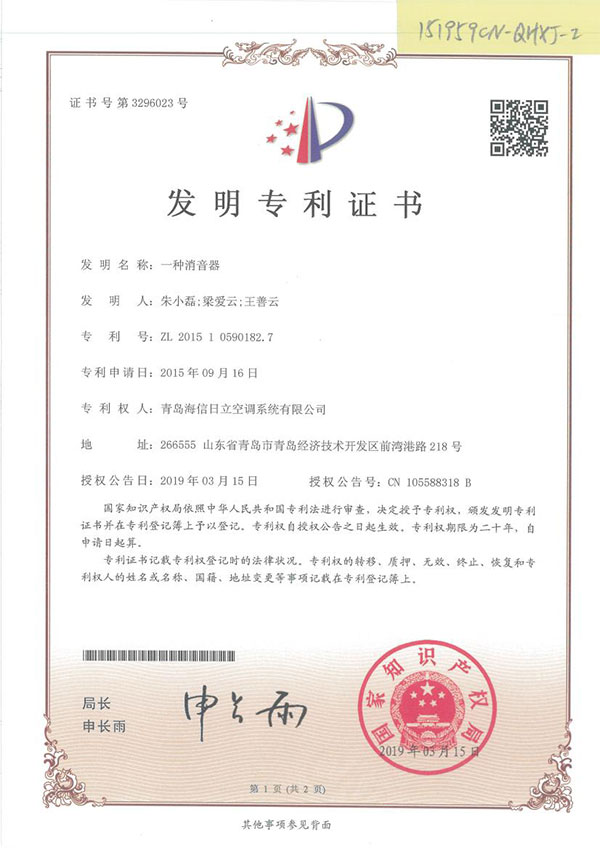 151959CN-QHXJ-2
证书号第3296023号
发明专利证书
发明名称：一种消音器
发明人：朱小磊;梁爱云;王善云
专利号：ZL 2015 1 0590182.7
专利申请日：2015年09月16日
专利权人：青岛海信日立空调系统有限公司
地址：266555 山东省青岛市青岛经济技术开发区前湾港路218号
授权公告日：2019年03月15日 授权公告号：CN 105588318 B
国家知识产权局依照中华人民共和国专利法进行审查，决定授予专利权，颁发发明专利
证书并在专利登记簿上予以登记。专利权自授权公告之日起生效。专利权期限为二十年，自
申请日起算。
专利证书记载专利权登记时的法律状况。专利权的转移、质押、无效、终止、恢复和专
利权人的姓名或名称、国籍、地址变更等事项记载在专利登记簿上。
局长
申长雨
申长雨
国家知识产权局
2019年03月15日
第1页(共2页)
其他事项参见背面